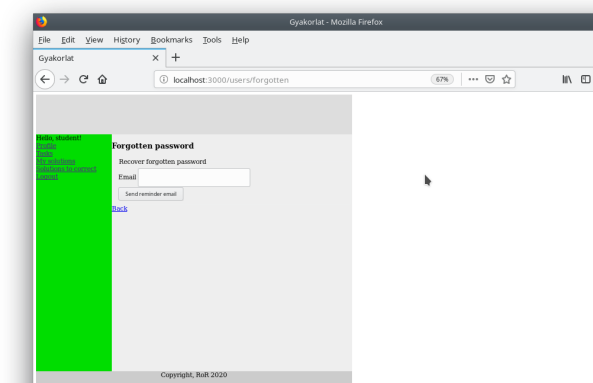 Gyakorlat - Mozilla Firefox
File Edit View History Bookmarks Tools Help
Gyakorlat
localhost:3000/users/forgotten 67%
Hello, student!
Profile
Tasks
My solutions
Solutions to correct
Logout
Forgotten password
Recover forgotten password
Email
Send reminder email
Back
Copyright, RoR 2020